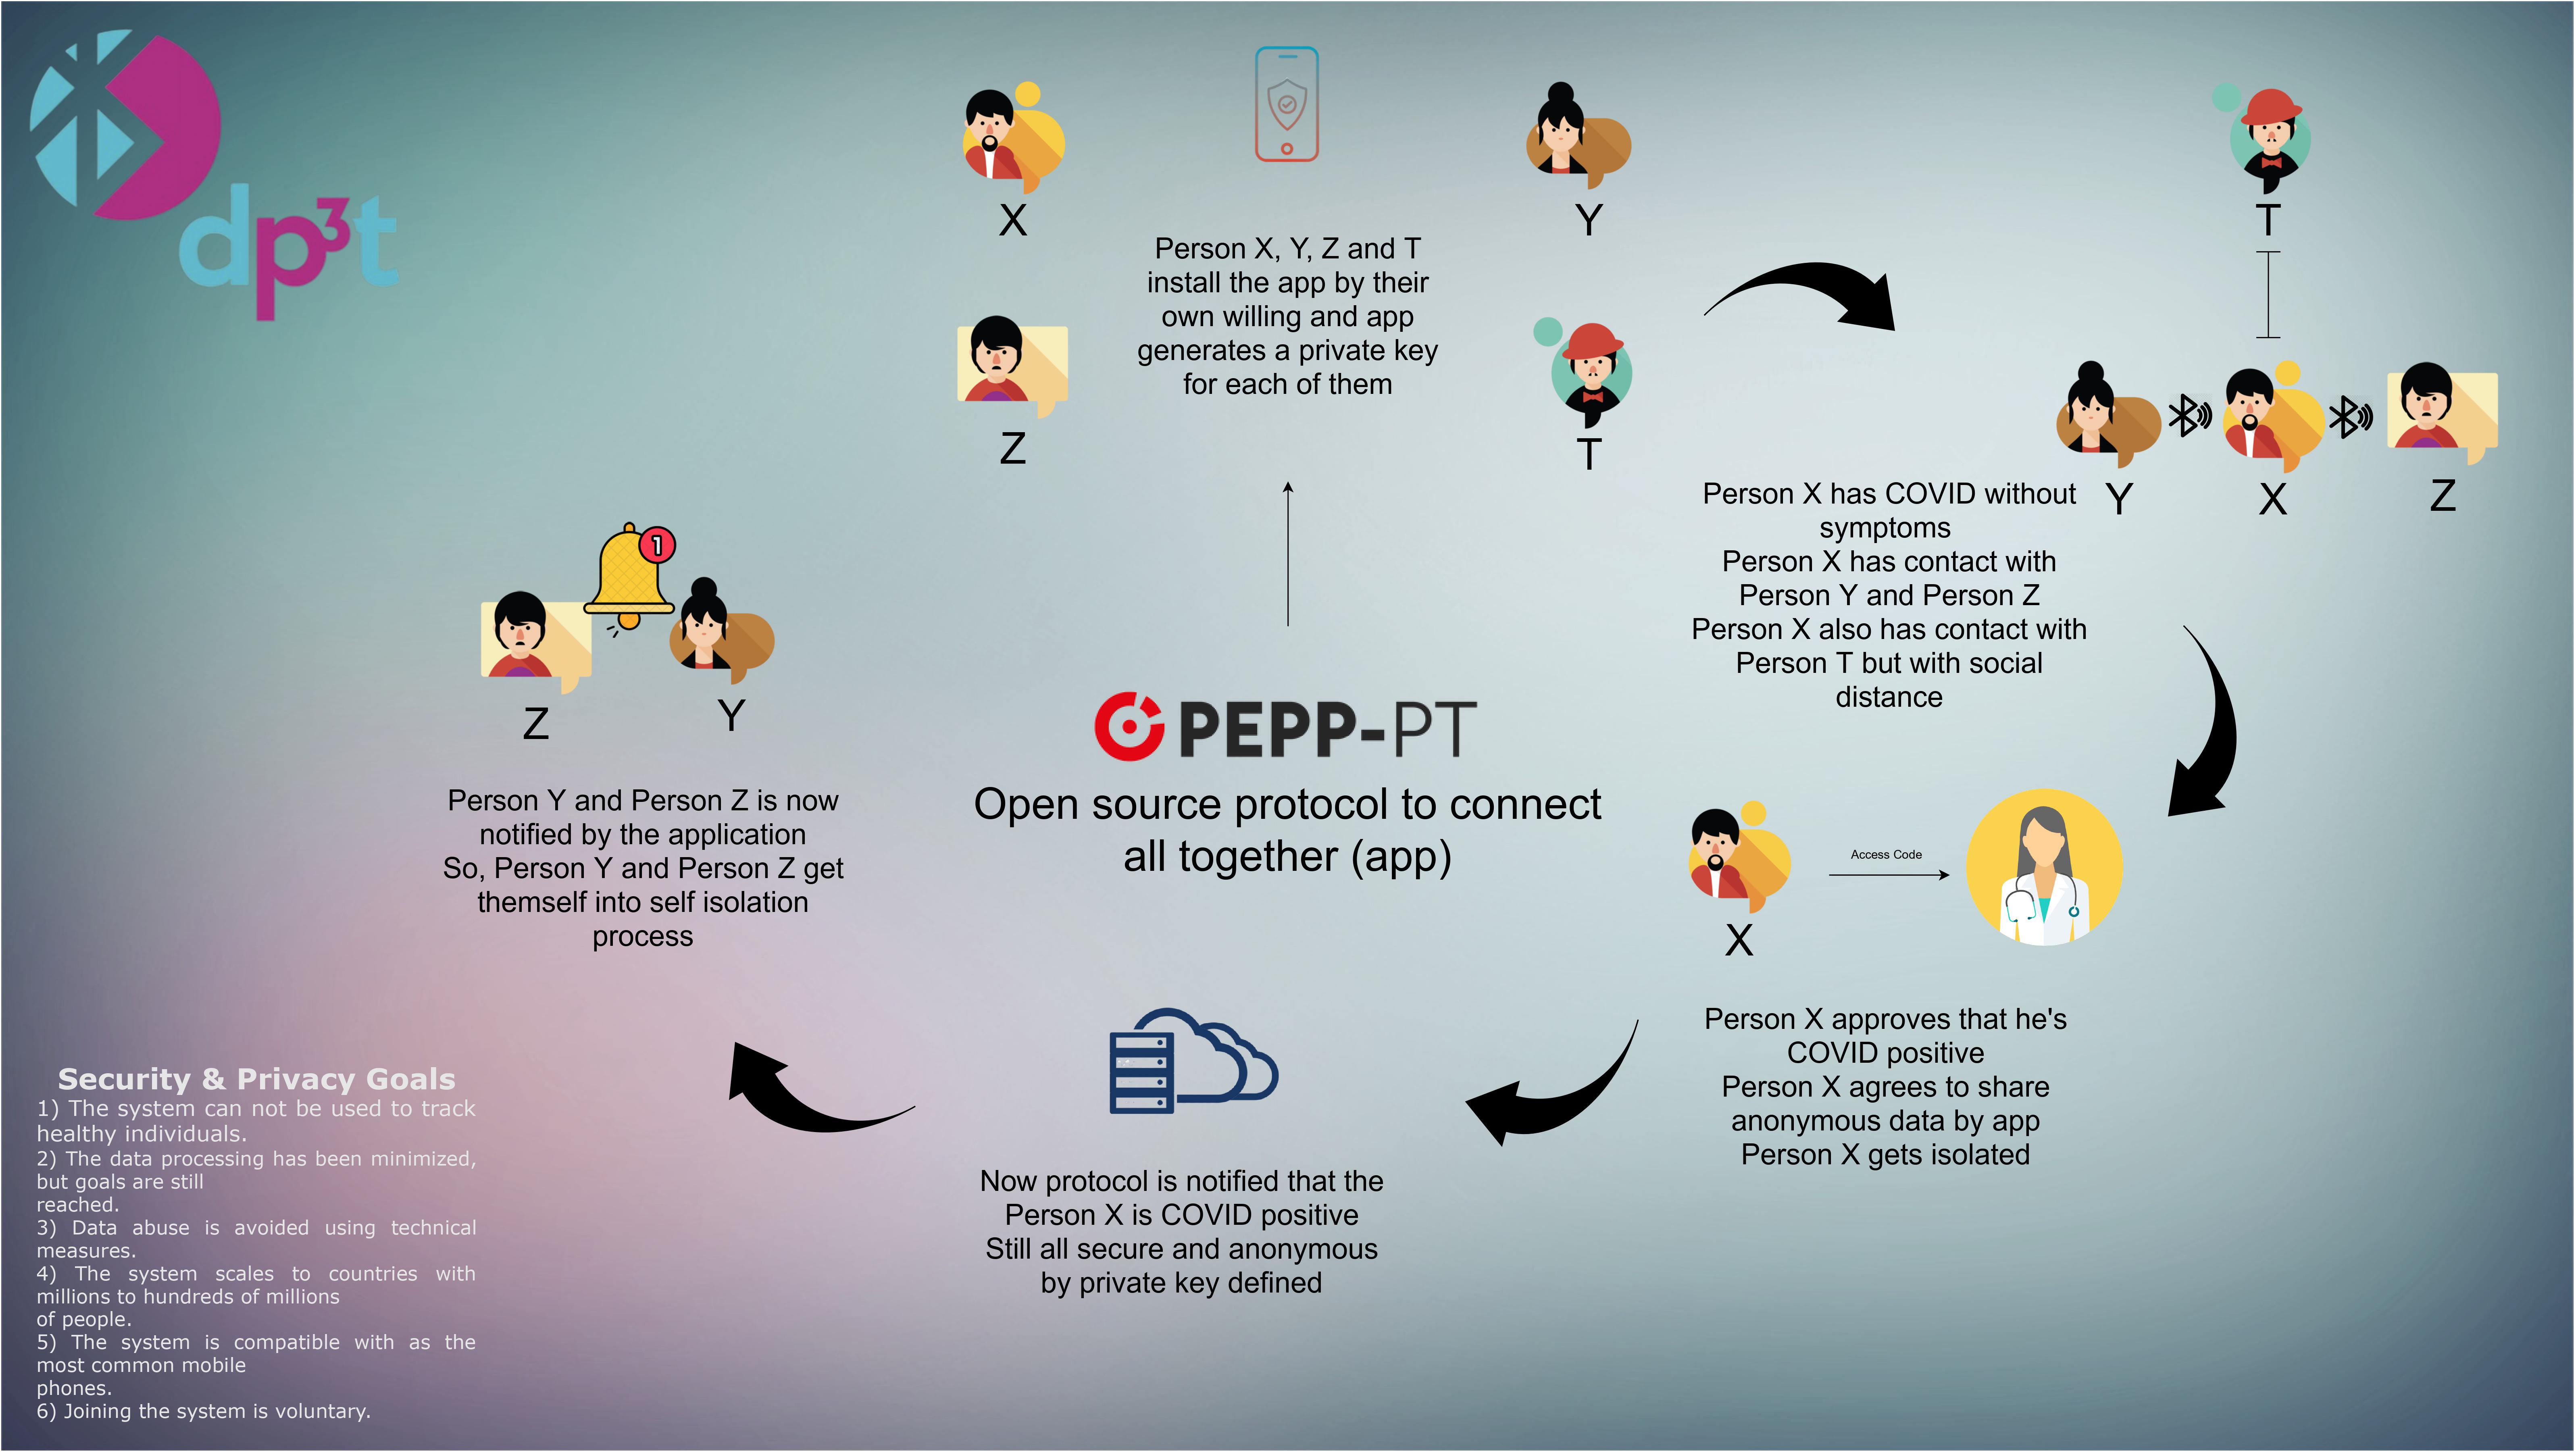 dp³t
X
Y
Person X, Y, Z and T
install the app by their
own willing and app
generates a private key
for each of them
Z
T
T
Y
X
Z
Person X has COVID without
symptoms
Person X has contact with
Person Y and Person Z
Person X also has contact with
Person T but with social
distance
X
Access Code
Person X approves that he's
COVID positive
Person X agrees to share
anonymous data by app
Person X gets isolated
Now protocol is notified that the
Person X is COVID positive
Still all secure and anonymous
by private key defined
1
Z
Y
Person Y and Person Z is now
notified by the application
So, Person Y and Person Z get
themself into self isolation
process
PEPP-PT
Open source protocol to connect
all together (app)
Security & Privacy Goals
1) The system can not be used to track
healthy individuals.
2) The data processing has been minimized,
but goals are still
reached.
3) Data abuse is avoided using technical
measures.
4) The system scales to countries with
millions to hundreds of millions
of people.
5) The system is compatible with as the
most common mobile
phones.
6) Joining the system is voluntary.